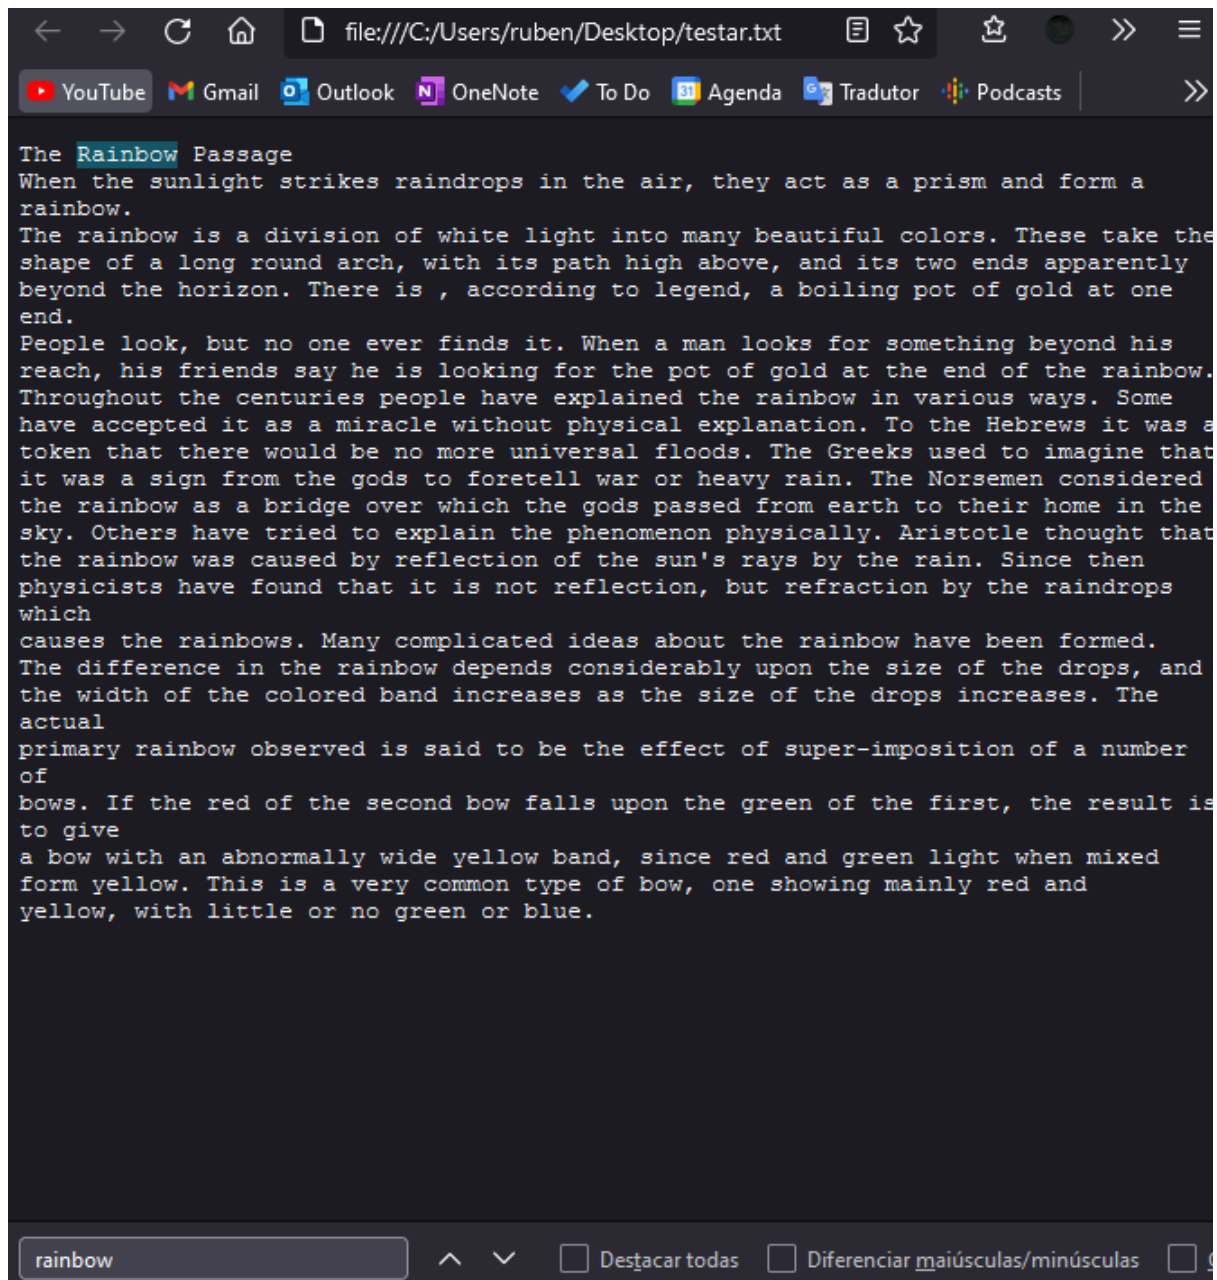 file:///C:/Users/ruben/Desktop/testar.txt
YouTube Gmail Outlook OneNote To Do 31 Agenda Tradutor Podcasts
The Rainbow Passage
When the sunlight strikes raindrops in the air, they act as a prism and form a
rainbow.
The rainbow is a division of white light into many beautiful colors. These take the
shape of a long round arch, with its path high above, and its two ends apparently
beyond the horizon. There is , according to legend, a boiling pot of gold at one
end.
People look, but no one ever finds it. When a man looks for something beyond his
reach, his friends say he is looking for the pot of gold at the end of the rainbow.
Throughout the centuries people have explained the rainbow in various ways. Some
have accepted it as a miracle without physical explanation. To the Hebrews it was a
token that there would be no more universal floods. The Greeks used to imagine that
it was a sign from the gods to foretell war or heavy rain. The Norsemen considered
the rainbow as a bridge over which the gods passed from earth to their home in the
sky. Others have tried to explain the phenomenon physically. Aristotle thought that
the rainbow was caused by reflection of the sun's rays by the rain. Since then
physicists have found that it is not reflection, but refraction by the raindrops
which
causes the rainbows. Many complicated ideas about the rainbow have been formed.
The difference in the rainbow depends considerably upon the size of the drops, and
the width of the colored band increases as the size of the drops increases. The
actual
primary rainbow observed is said to be the effect of super-imposition of a number
of
bows. If the red of the second bow falls upon the green of the first, the result is
to give
a bow with an abnormally wide yellow band, since red and green light when mixed
form yellow. This is a very common type of bow, one showing mainly red and
yellow, with little or no green or blue.
rainbow Destacar todas Diferenciar maiúsculas/minúsculas